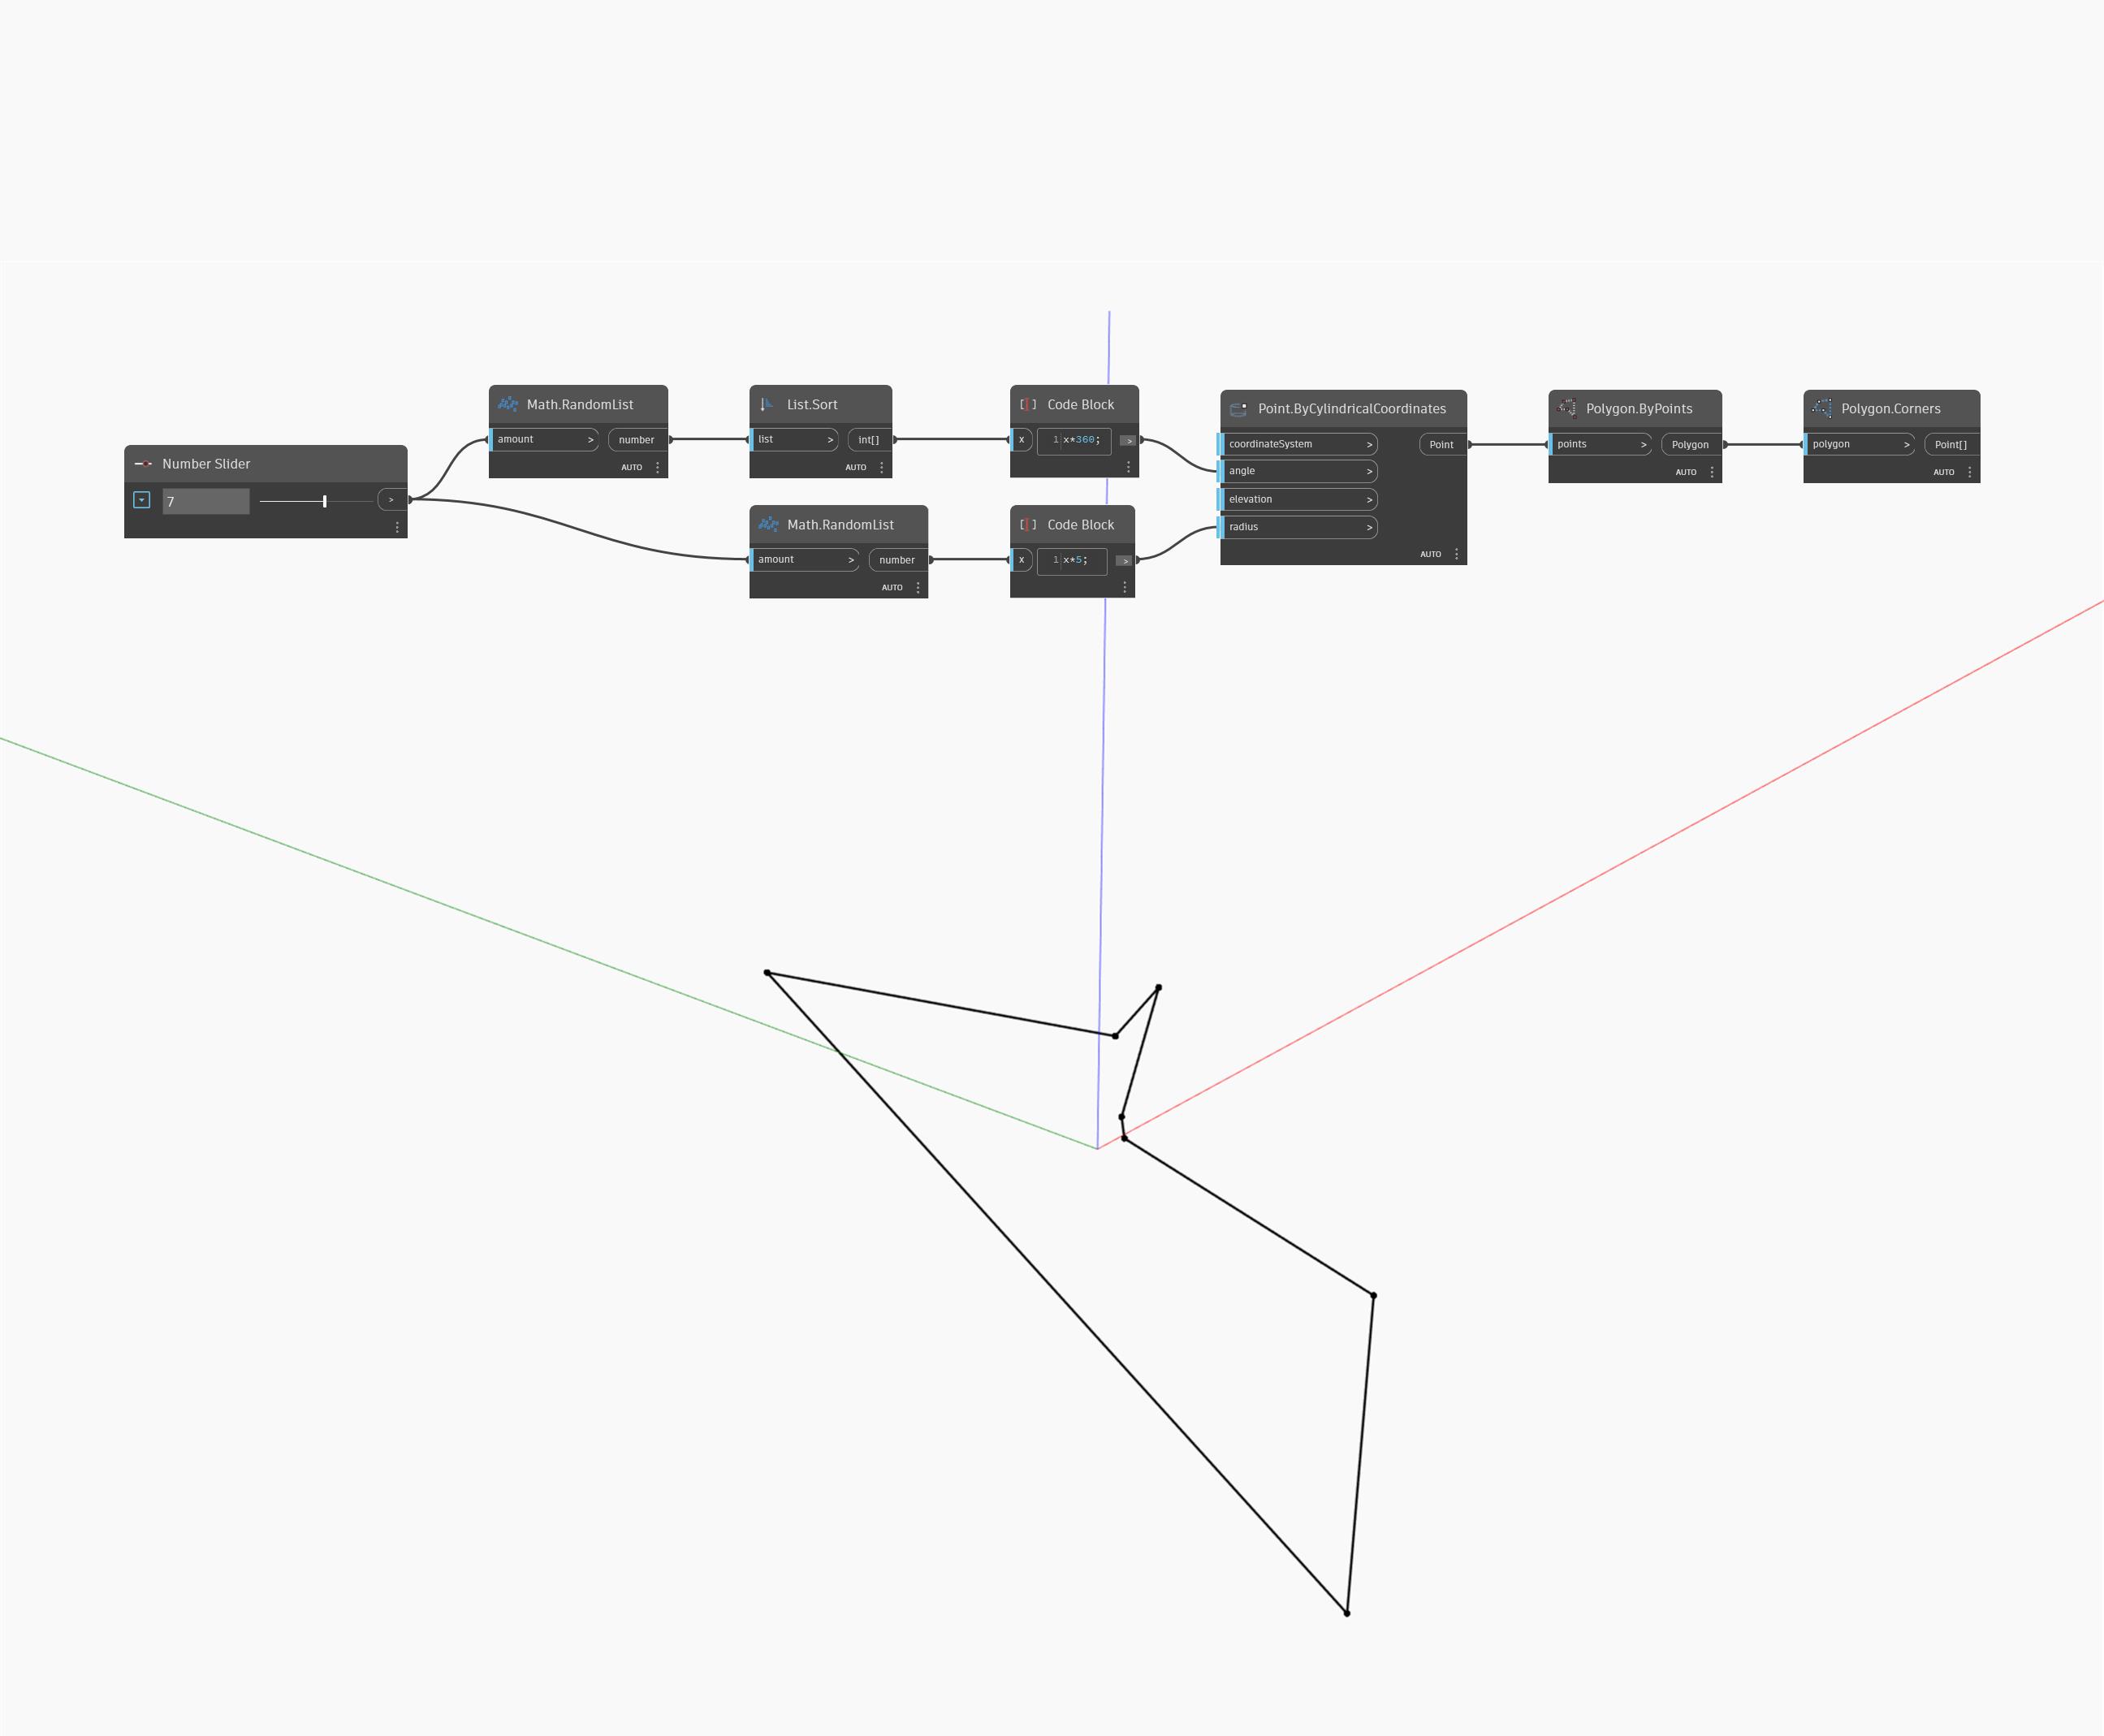 Number Slider
7
>
Math.RandomList
amount >
number
AUTO
List.Sort
list >
int[]
AUTO
Code Block
x
1 x*360;
>
Math.RandomList
amount >
number
AUTO
Code Block
x
1 x*5;
>
Point.ByCylindricalCoordinates
coordinateSystem >
Point
angle >
elevation >
radius >
AUTO
Polygon.ByPoints
points >
Polygon
AUTO
Polygon.Corners
polygon >
Point[]
AUTO